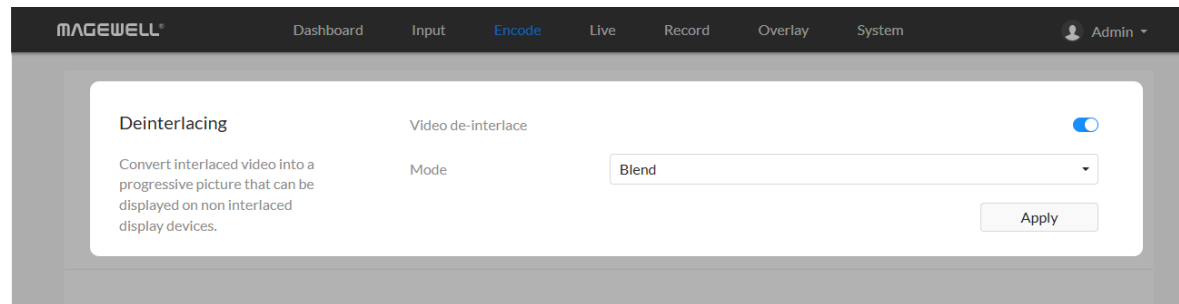 MAGEWELL® Dashboard Input Encode Live Record Overlay System Admin
Deinterlacing Video de-interlace
Convert interlaced video into a Mode Blend
progressive picture that can be
displayed on non interlaced
display devices.
Apply